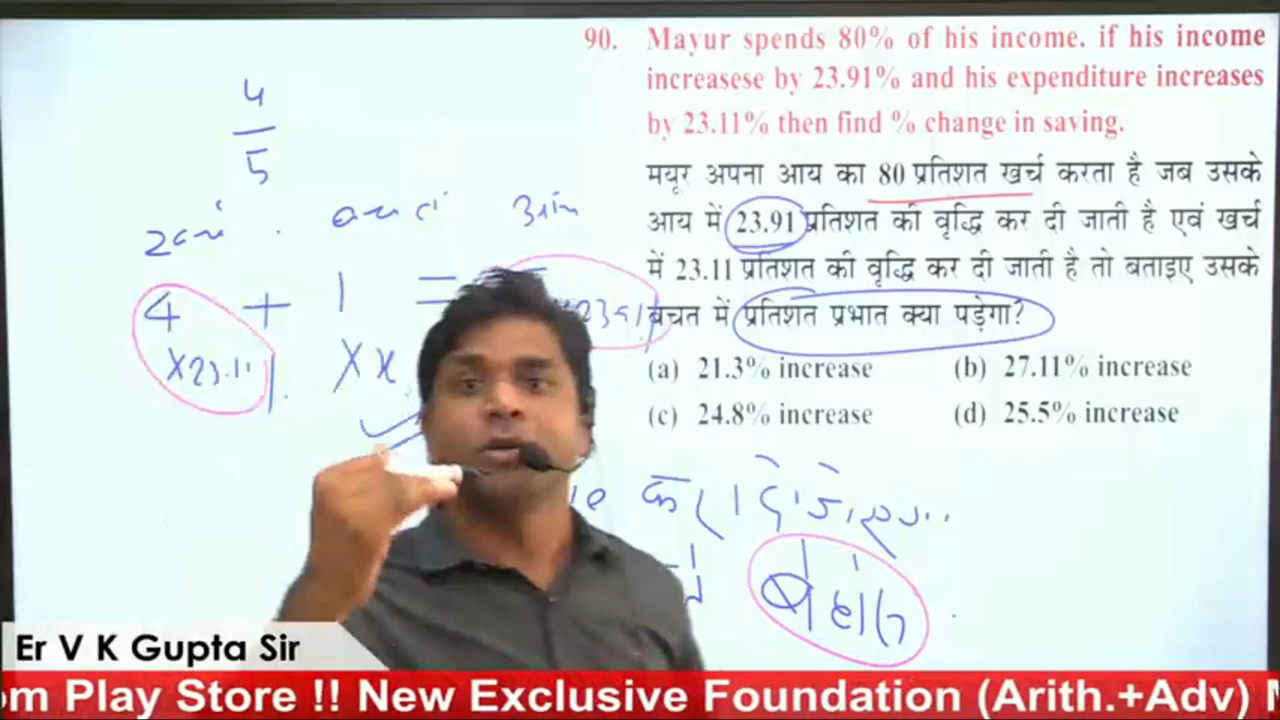 90. Mayur spends 80% of his income. if his income
increasese by 23.91% and his expenditure increases
by 23.11% then find % change in saving.
मयूर अपना आय का 80 प्रतिशत खर्च करता है जब उसके
आय में 23.91 प्रतिशत की वृद्धि कर दी जाती है एवं खर्च
में 23.11 प्रतिशत की वृद्धि कर दी जाती है तो बताइए उसके
बचत में प्रतिशत प्रभात क्या पड़ेगा?
(a) 21.3% increase (b) 27.11% increase
(c) 24.8% increase (d) 25.5% increase
4
5
4 + 1 =
X23.11%
Er V K Gupta Sir
om Play Store !! New Exclusive Foundation (Arith.+Adv)